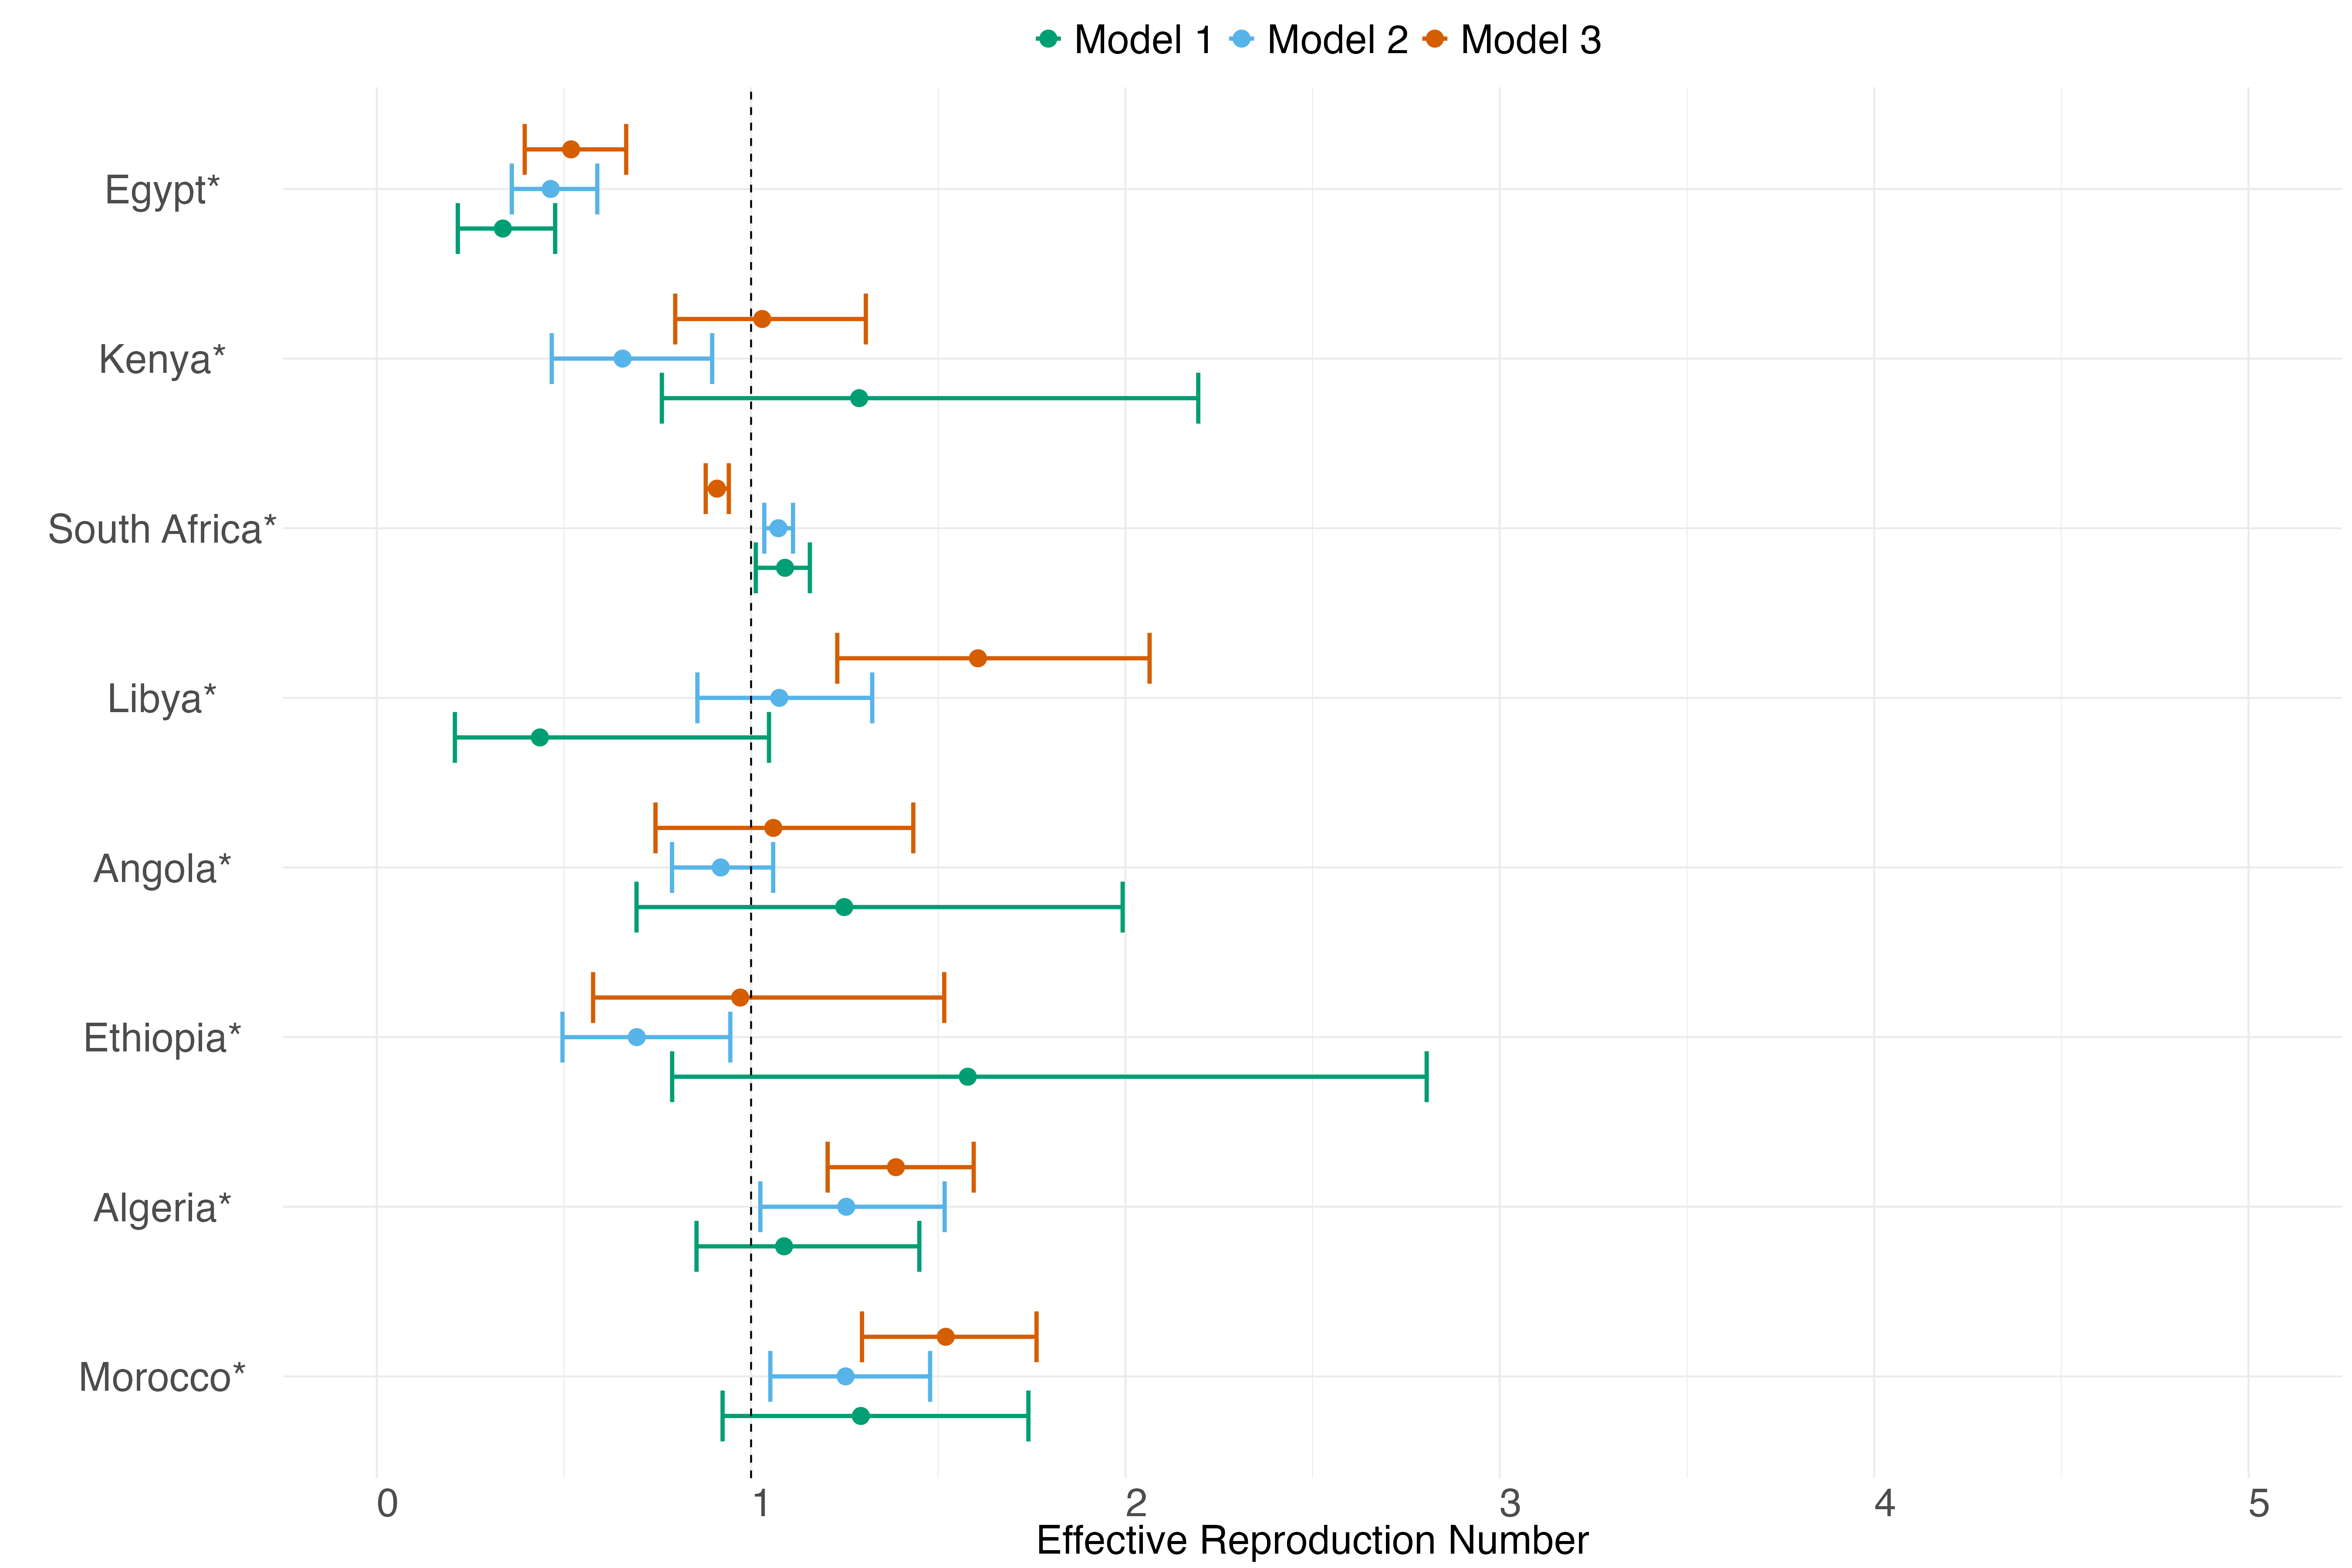 Model 1 Model 2 Model 3
Egypt*
Kenya*
South Africa*
Libya*
Angola*
Ethiopia*
Algeria*
Morocco*
0 1 2 3 4 5
Effective Reproduction Number